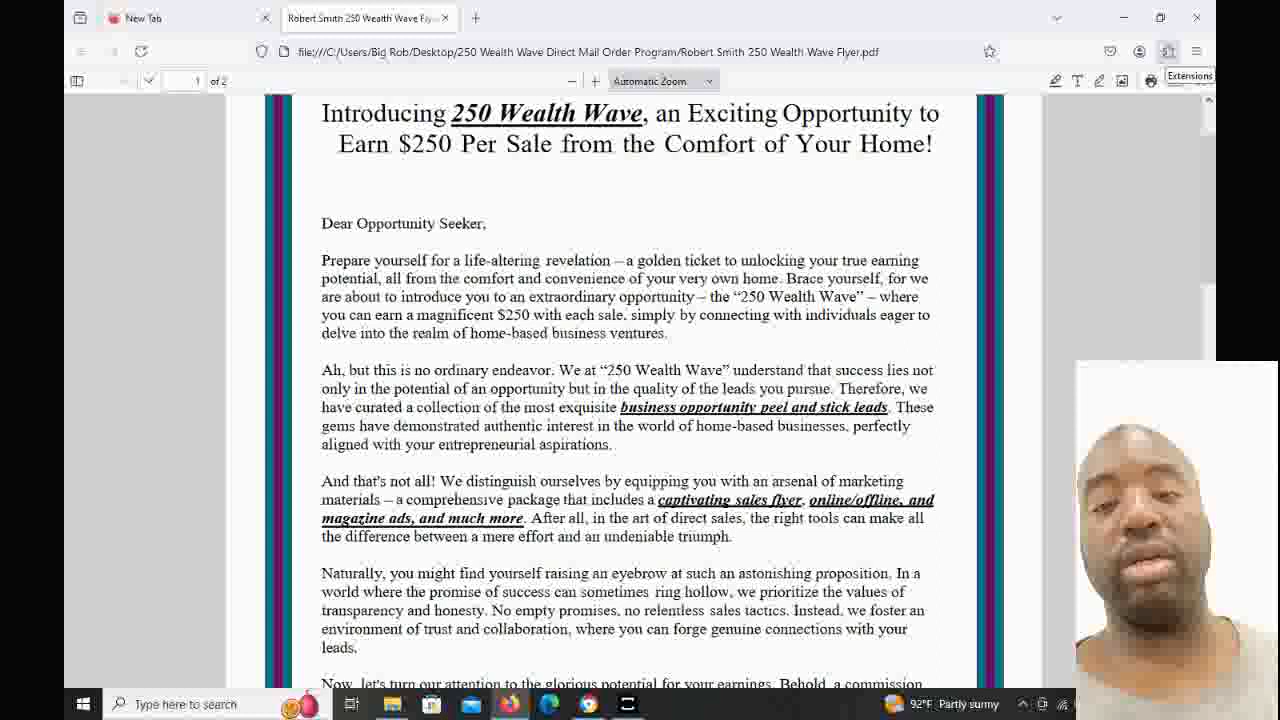 New Tab
Robert Smith 250 Wealth Wave Flye
file:///C:/Users/Big Rob/Desktop/250 Wealth Wave Direct Mail Order Program/Robert Smith 250 Wealth Wave Flyer.pdf
1 of 2
Automatic Zoom
Extensions
Introducing 250 Wealth Wave, an Exciting Opportunity to
Earn $250 Per Sale from the Comfort of Your Home!
Dear Opportunity Seeker,
Prepare yourself for a life-altering revelation – a golden ticket to unlocking your true earning
potential, all from the comfort and convenience of your very own home. Brace yourself, for we
are about to introduce you to an extraordinary opportunity – the “250 Wealth Wave” – where
you can earn a magnificent $250 with each sale, simply by connecting with individuals eager to
delve into the realm of home-based business ventures.
Ah, but this is no ordinary endeavor. We at “250 Wealth Wave” understand that success lies not
only in the potential of an opportunity but in the quality of the leads you pursue. Therefore, we
have curated a collection of the most exquisite business opportunity peel and stick leads. These
gems have demonstrated authentic interest in the world of home-based businesses, perfectly
aligned with your entrepreneurial aspirations.
And that's not all! We distinguish ourselves by equipping you with an arsenal of marketing
materials – a comprehensive package that includes a captivating sales flyer, online/offline, and
magazine ads, and much more. After all, in the art of direct sales, the right tools can make all
the difference between a mere effort and an undeniable triumph.
Naturally, you might find yourself raising an eyebrow at such an astonishing proposition. In a
world where the promise of success can sometimes ring hollow, we prioritize the values of
transparency and honesty. No empty promises, no relentless sales tactics. Instead, we foster an
environment of trust and collaboration, where you can forge genuine connections with your
leads.
Now, let's turn our attention to the glorious potential for your earnings. Behold, a commission
Type here to search
92°F Partly sunny